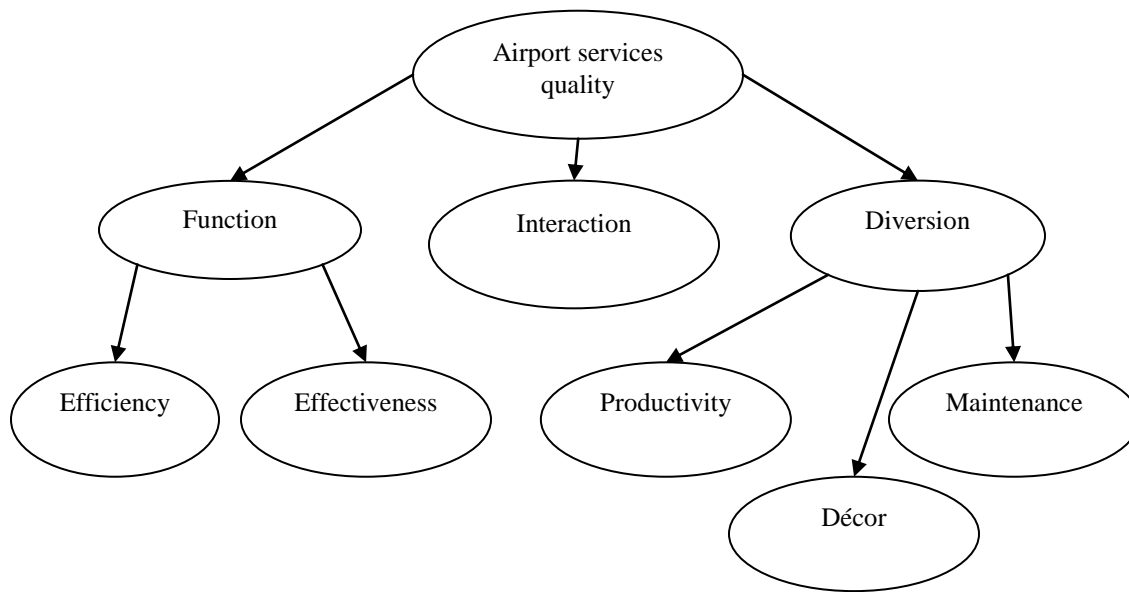 Airport services
quality
Function
Interaction
Diversion
Efficiency
Effectiveness
Productivity
Maintenance
Décor